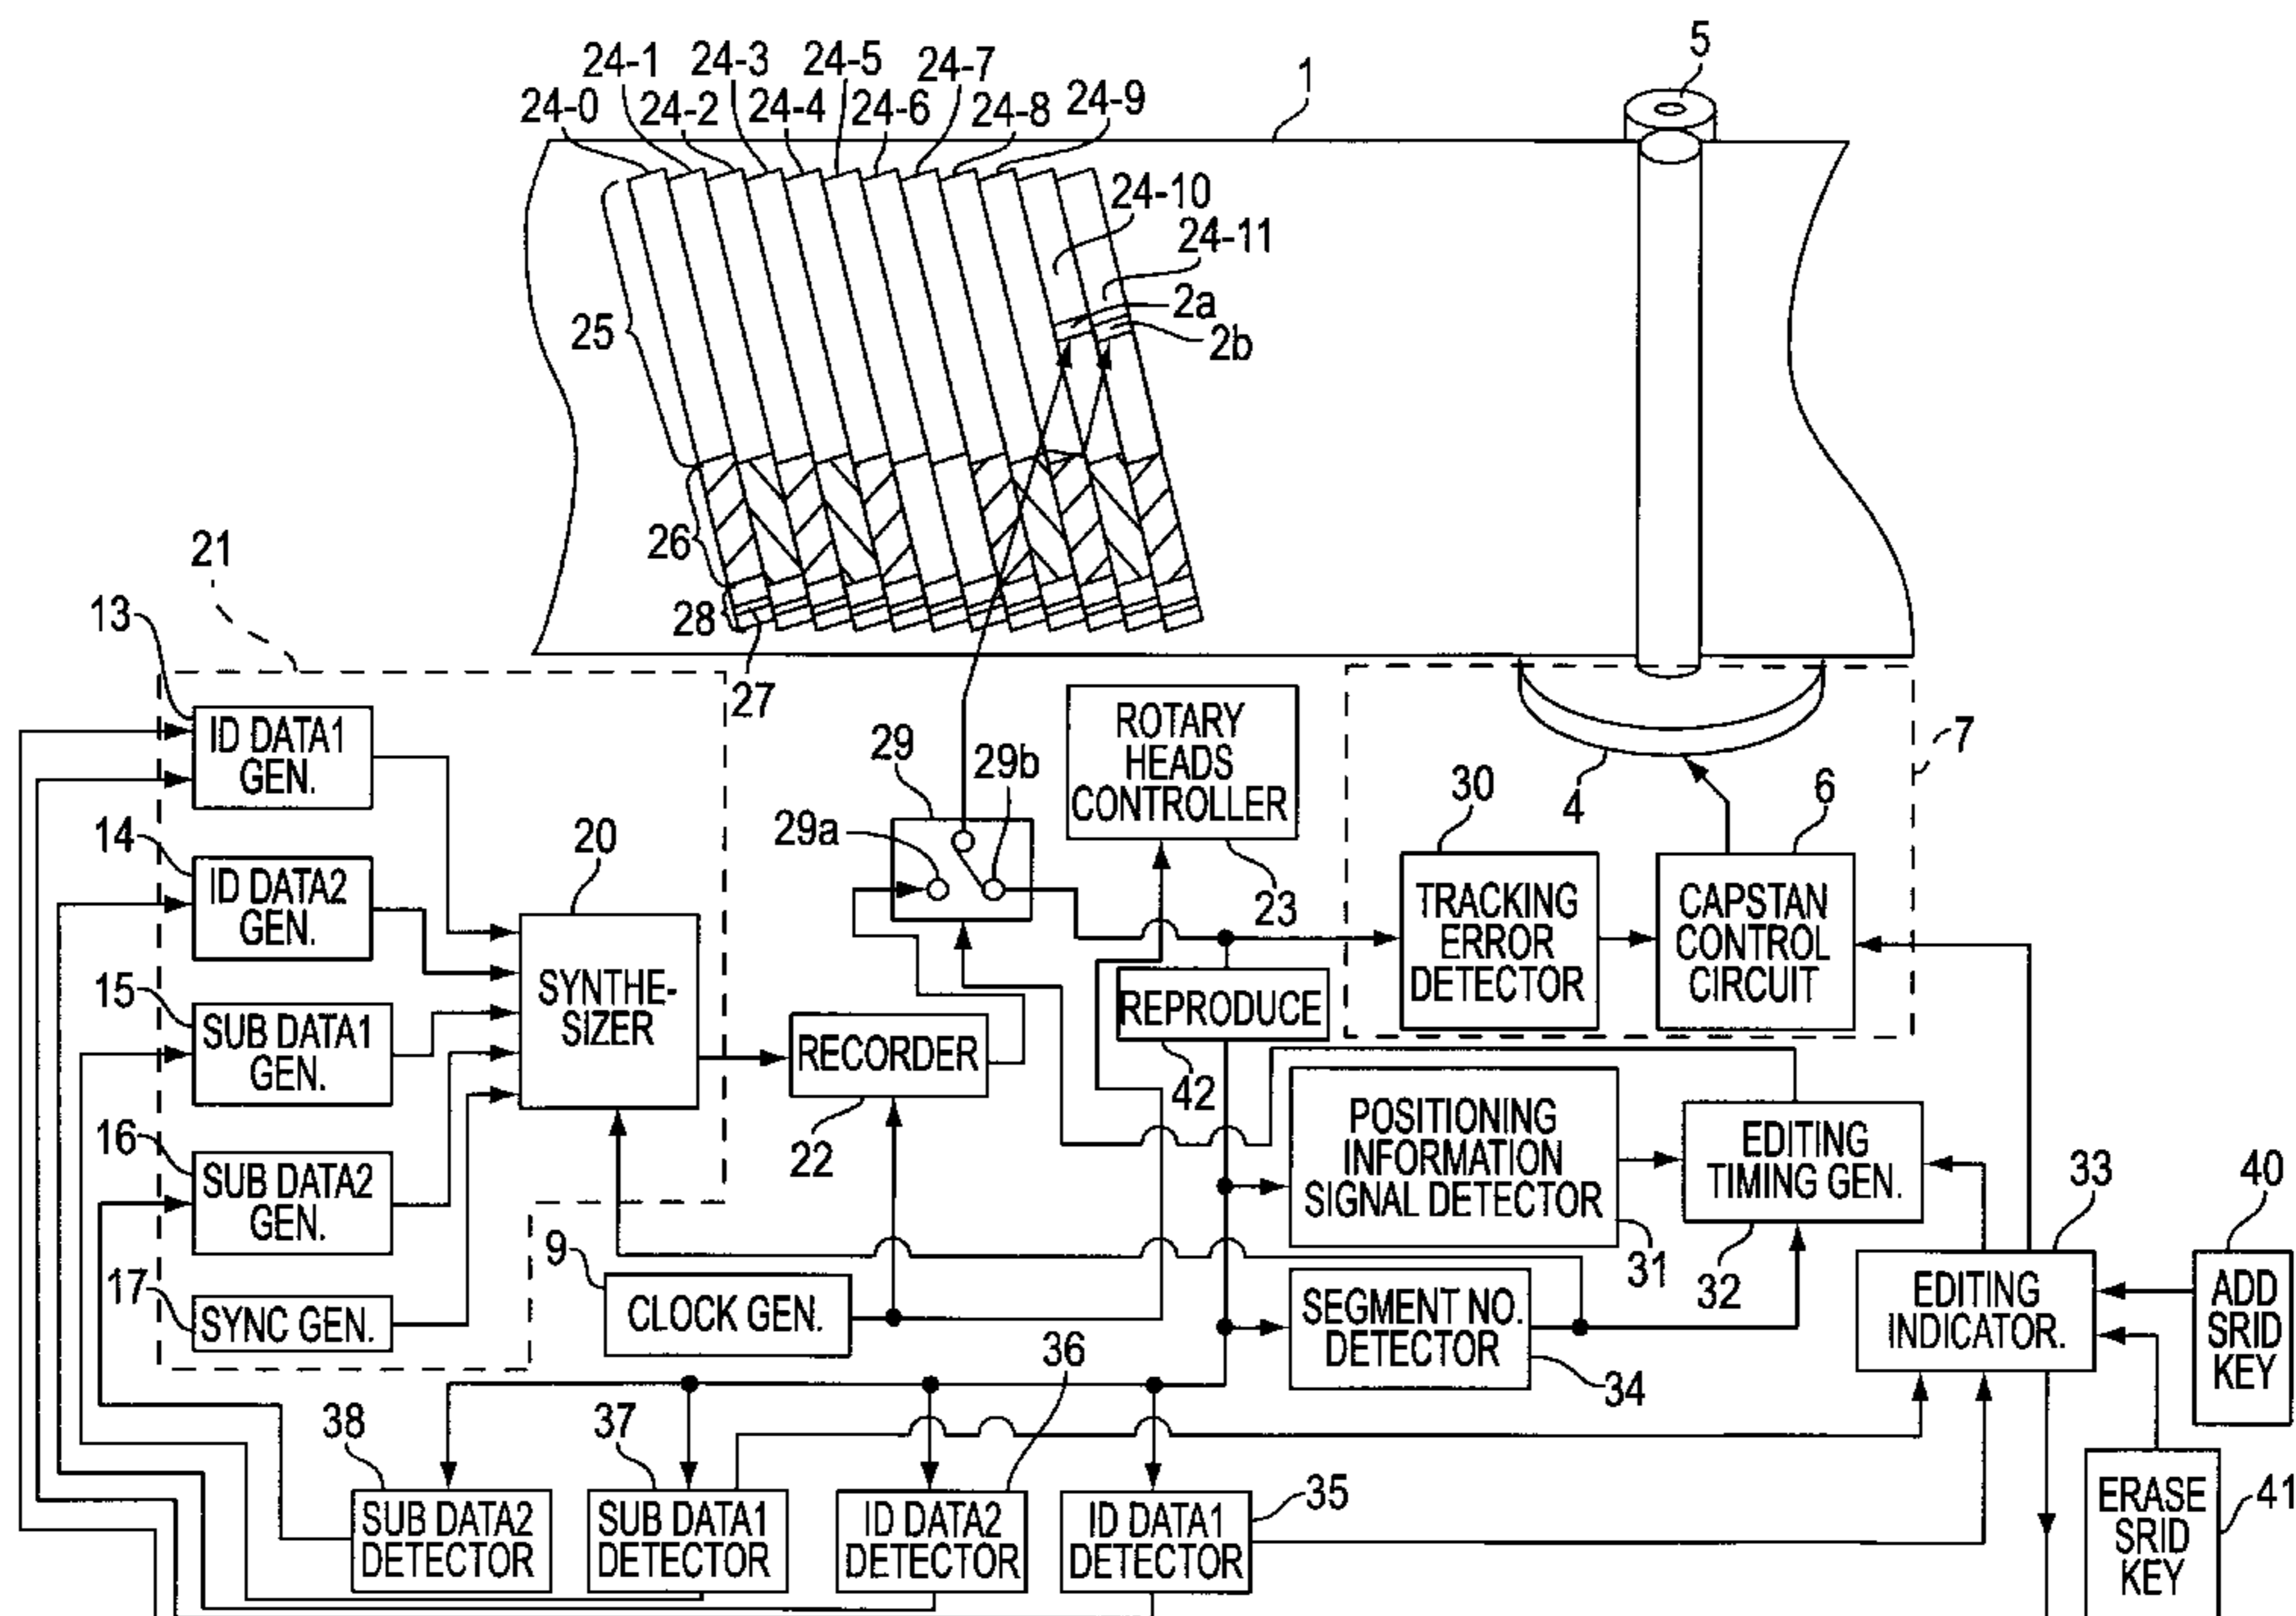 5
24-1 24-3 24-5 24-7 1
24-0 24-2 24-4 24-6 24-8 24-9
24-10
24-11
2a
2b
25
26
28
27
21
13
ID DATA1
GEN.
14
ID DATA2
GEN.
15
SUB DATA1
GEN.
16
SUB DATA2
GEN.
17
SYNC GEN.
20
SYNTHE-
SIZER
RECORDER
22
29
29a
29b
ROTARY
HEADS
CONTROLLER
23
7
4
30
TRACKING
ERROR
DETECTOR
6
CAPSTAN
CONTROL
CIRCUIT
REPRODUCE
42
POSITIONING
INFORMATION
SIGNAL DETECTOR
31
EDITING
TIMING GEN.
32
9
CLOCK GEN.
SEGMENT NO.
DETECTOR
34
33
EDITING
INDICATOR.
40
ADD
SRID
KEY
ERASE
SRID
KEY
41
38
SUB DATA2
DETECTOR
37
SUB DATA1
DETECTOR
36
ID DATA2
DETECTOR
35
ID DATA1
DETECTOR